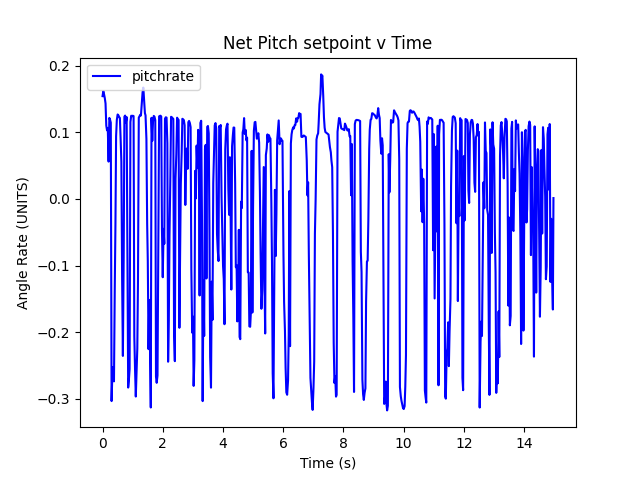 Net Pitch setpoint v Time
pitchrate
Angle Rate (UNITS)
0.2
0.1
0.0
−0.1
−0.2
−0.3
0 2 4 6 8 10 12 14
Time (s)